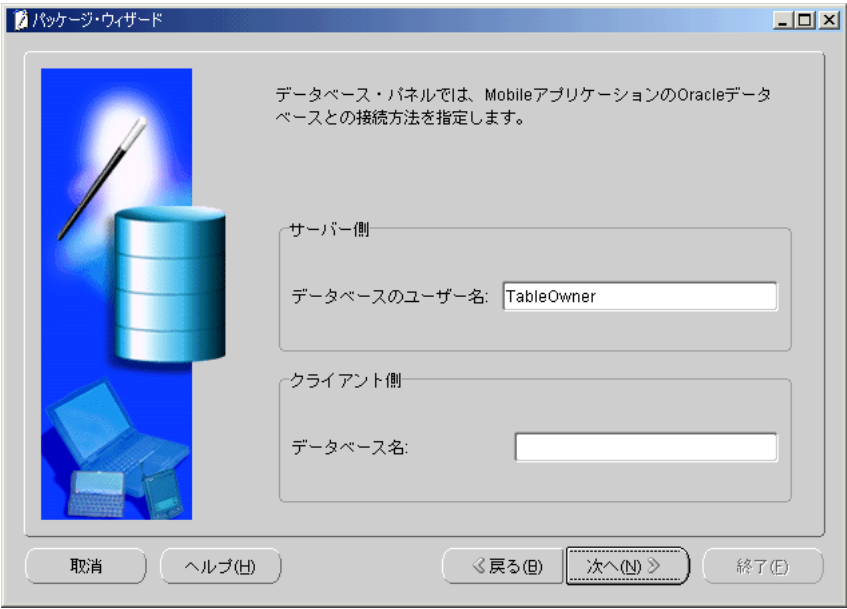 パッケージ・ウィザード
データベース・パネルでは、MobileアプリケーションのOracleデータ
ベースとの接続方法を指定します。
サーバー側
データベースのユーザー名: TableOwner
クライアント側
データベース名:
取消 ヘルプ(H) 戻る(B) 次へ(N) 終了(F)